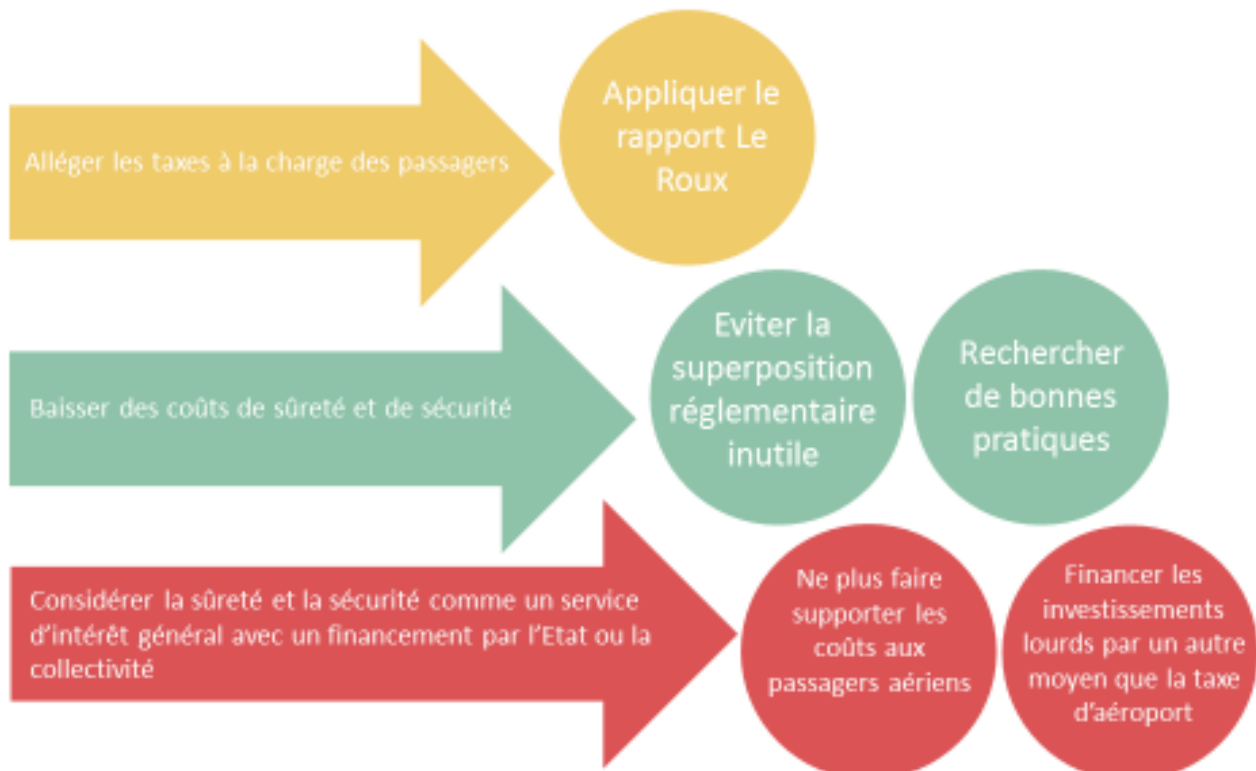 Alléger les taxes à la charge des passagers
Appliquer le
rapport Le
Roux
Baisser des coûts de sûreté et de sécurité
Eviter la
superposition
réglementaire
inutile
Rechercher
de bonnes
pratiques
Considérer la sûreté et la sécurité comme un service
d'intérêt général avec un financement par l'Etat ou la
collectivité
Ne plus faire
supporter les
coûts aux
passagers aériens
Financer les
investissements
lourds par un autre
moyen que la taxe
d'aéroport